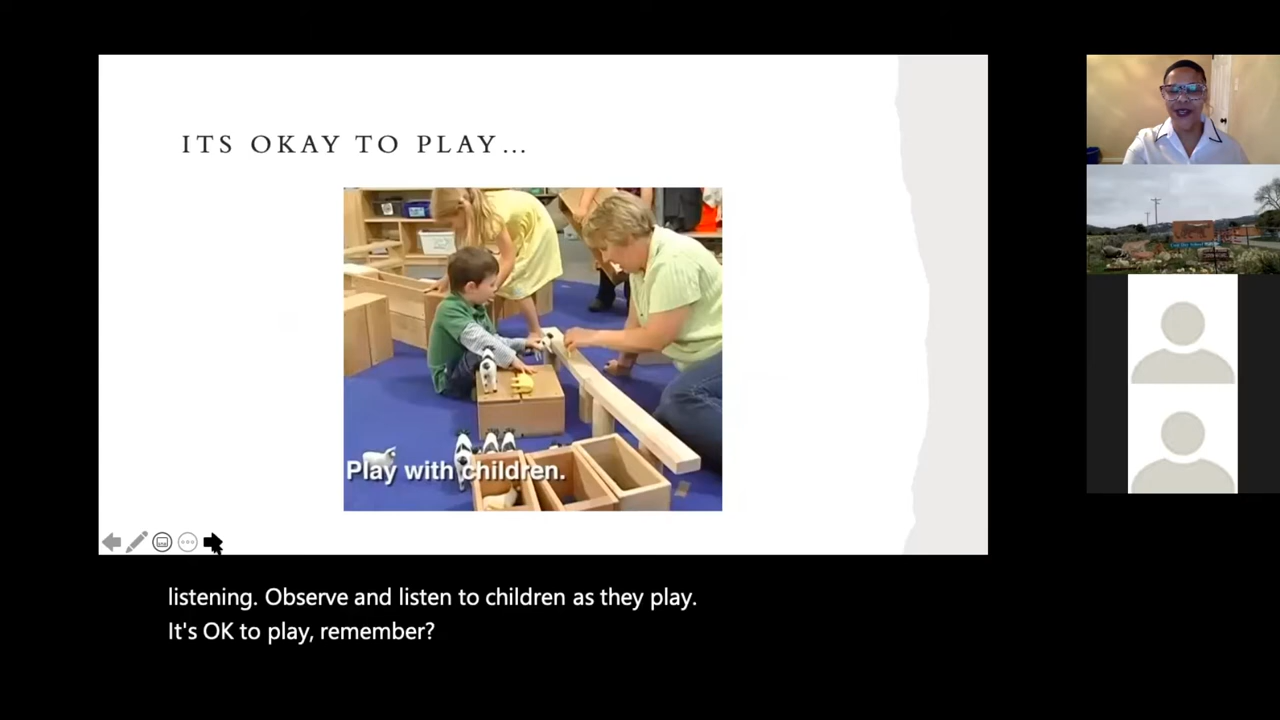 ITS OKAY TO PLAY...
Play with children.
listening. Observe and listen to children as they play.
It's OK to play, remember?